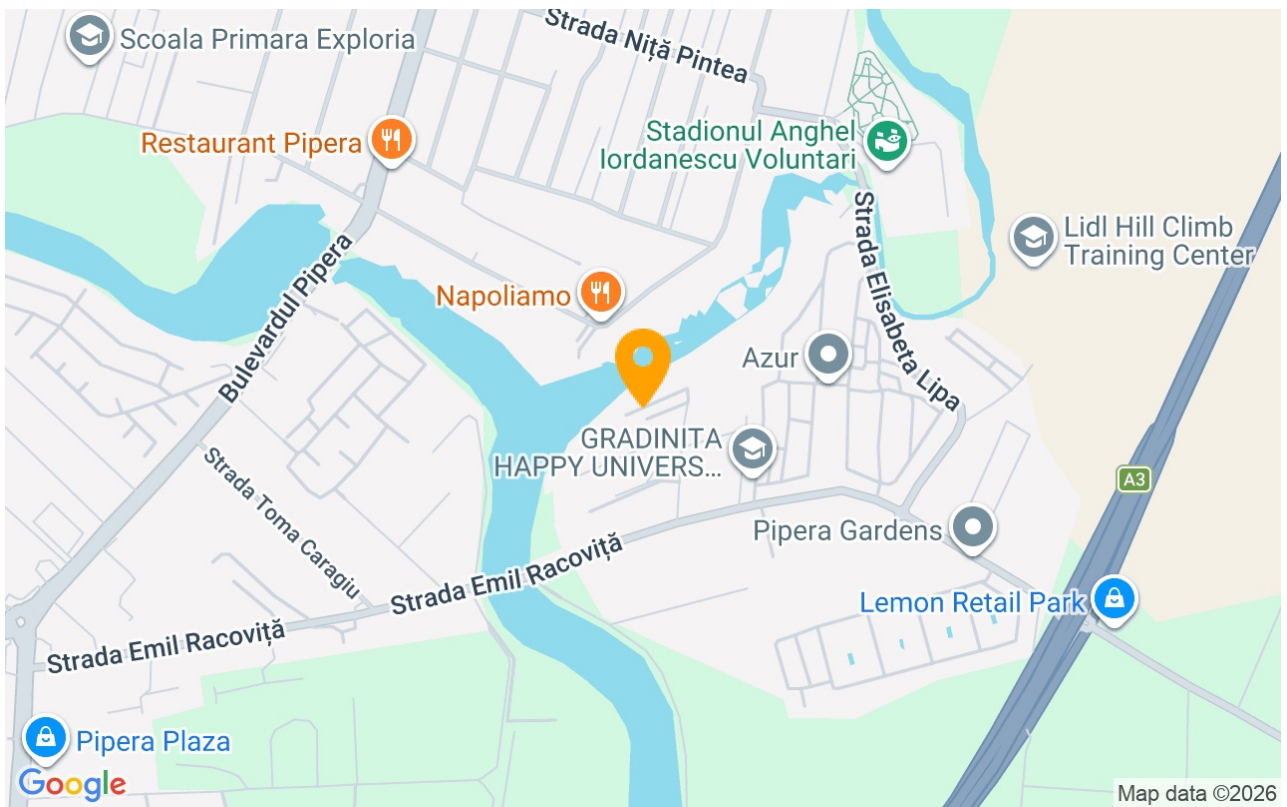 Scoala Primara Exploria
Strada Niță Pintea
Restaurant Pipera
Stadionul Anghel
Iordanescu Voluntari
Bulevardul Pipera
Strada Elisabeta Lipa
Lidl Hill Climb
Training Center
Napoliamo
Azur
GRADINITA
HAPPY UNIVERS...
A3
Strada Toma Caragiu
Pipera Gardens
Strada Emil Racoviță
Lemon Retail Park
Strada Emil Racoviță
Pipera Plaza
Google
Map data ©2026